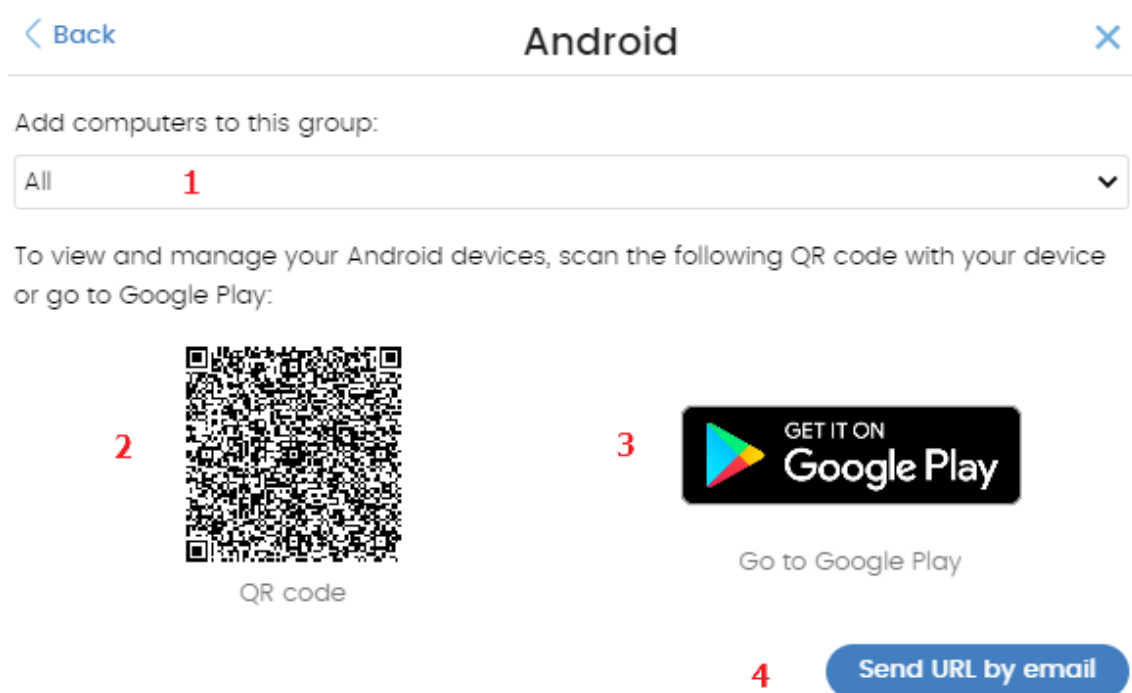 Back
Android
Add computers to this group:
All
1
To view and manage your Android devices, scan the following QR code with your device
or go to Google Play:
2
QR code
3
GET IT ON
Google Play
Go to Google Play
4
Send URL by email